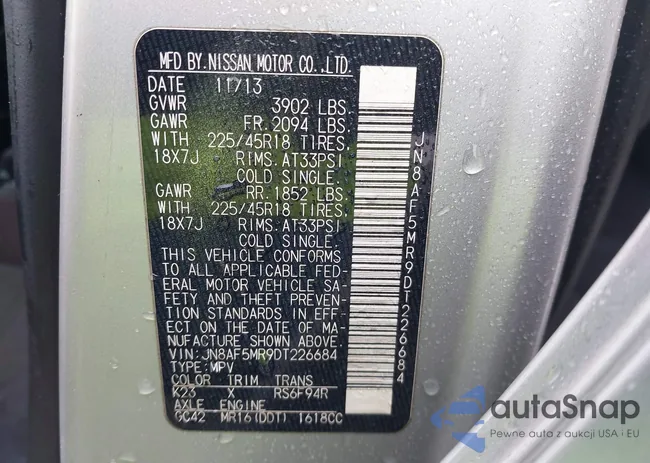 MFD BY.NISSAN MOTOR CO.,LTD.
DATE 11/13
GVWR 3902 LBS.
GAWR FR. 2094 LBS.
WITH 225/45R18 TIRES.
18X7J RIMS.AT33PSI
COLD SINGLE.
GAWR RR. 1852 LBS.
WITH 225/45R18 TIRES.
18X7J RIMS.AT33PSI
COLD SINGLE.
THIS VEHICLE CONFORMS
TO ALL APPLICABLE FED-
ERAL MOTOR VEHICLE SA-
FETY AND THEFT PREVEN-
TION STANDARDS IN EFF-
ECT ON THE DATE OF MA-
NUFACTURE SHOWN ABOVE.
VIN: JN8AF5MR9DT226684
TYPE: MPV
COLOR TRIM TRANS
K23 X RS6F94R
AXLE ENGINE
GC42 MR16(DDT) 1618CC
JN8AF5MR9DT226684
autoSnap
Pewne auta z aukcji USA i EU